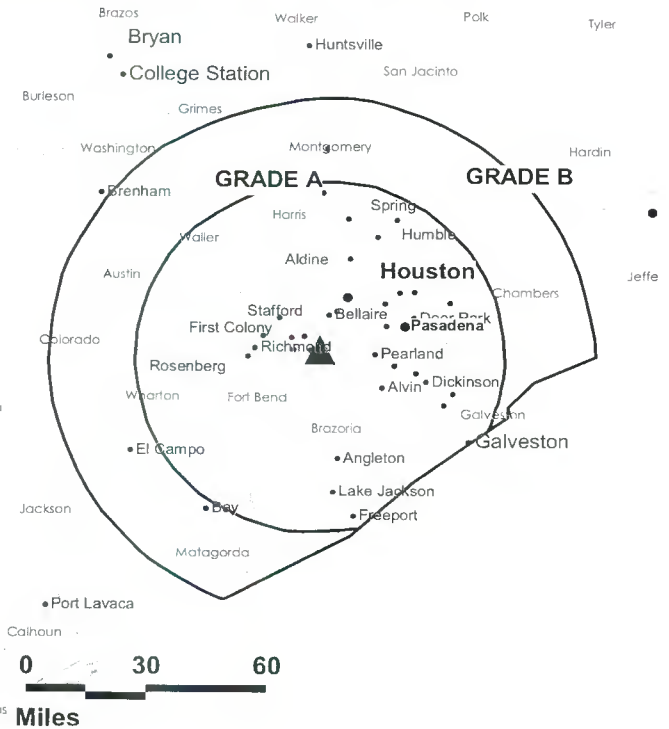 Brazos
Walker
Polk
Tyler
Bryan
Huntsville
College Station
San Jacinto
Burleson
Grimes
Washington
Montgomery
Hardin
GRADE A
GRADE B
Brenham
Spring
Harris
Waller
Humble
Aldine
Houston
Austin
Jeffe
Chambers
Stafford
Bellaire
Deer Park
First Colony
Pasadena
Colorado
Richmond
Pearland
Rosenberg
Dickinson
Alvin
Wharton
Fort Bend
Galveston
Brazoria
Galveston
El Campo
Angleton
Lake Jackson
Jackson
Bay
Freeport
Matagorda
Port Lavaca
Calhoun
0 30 60
Miles